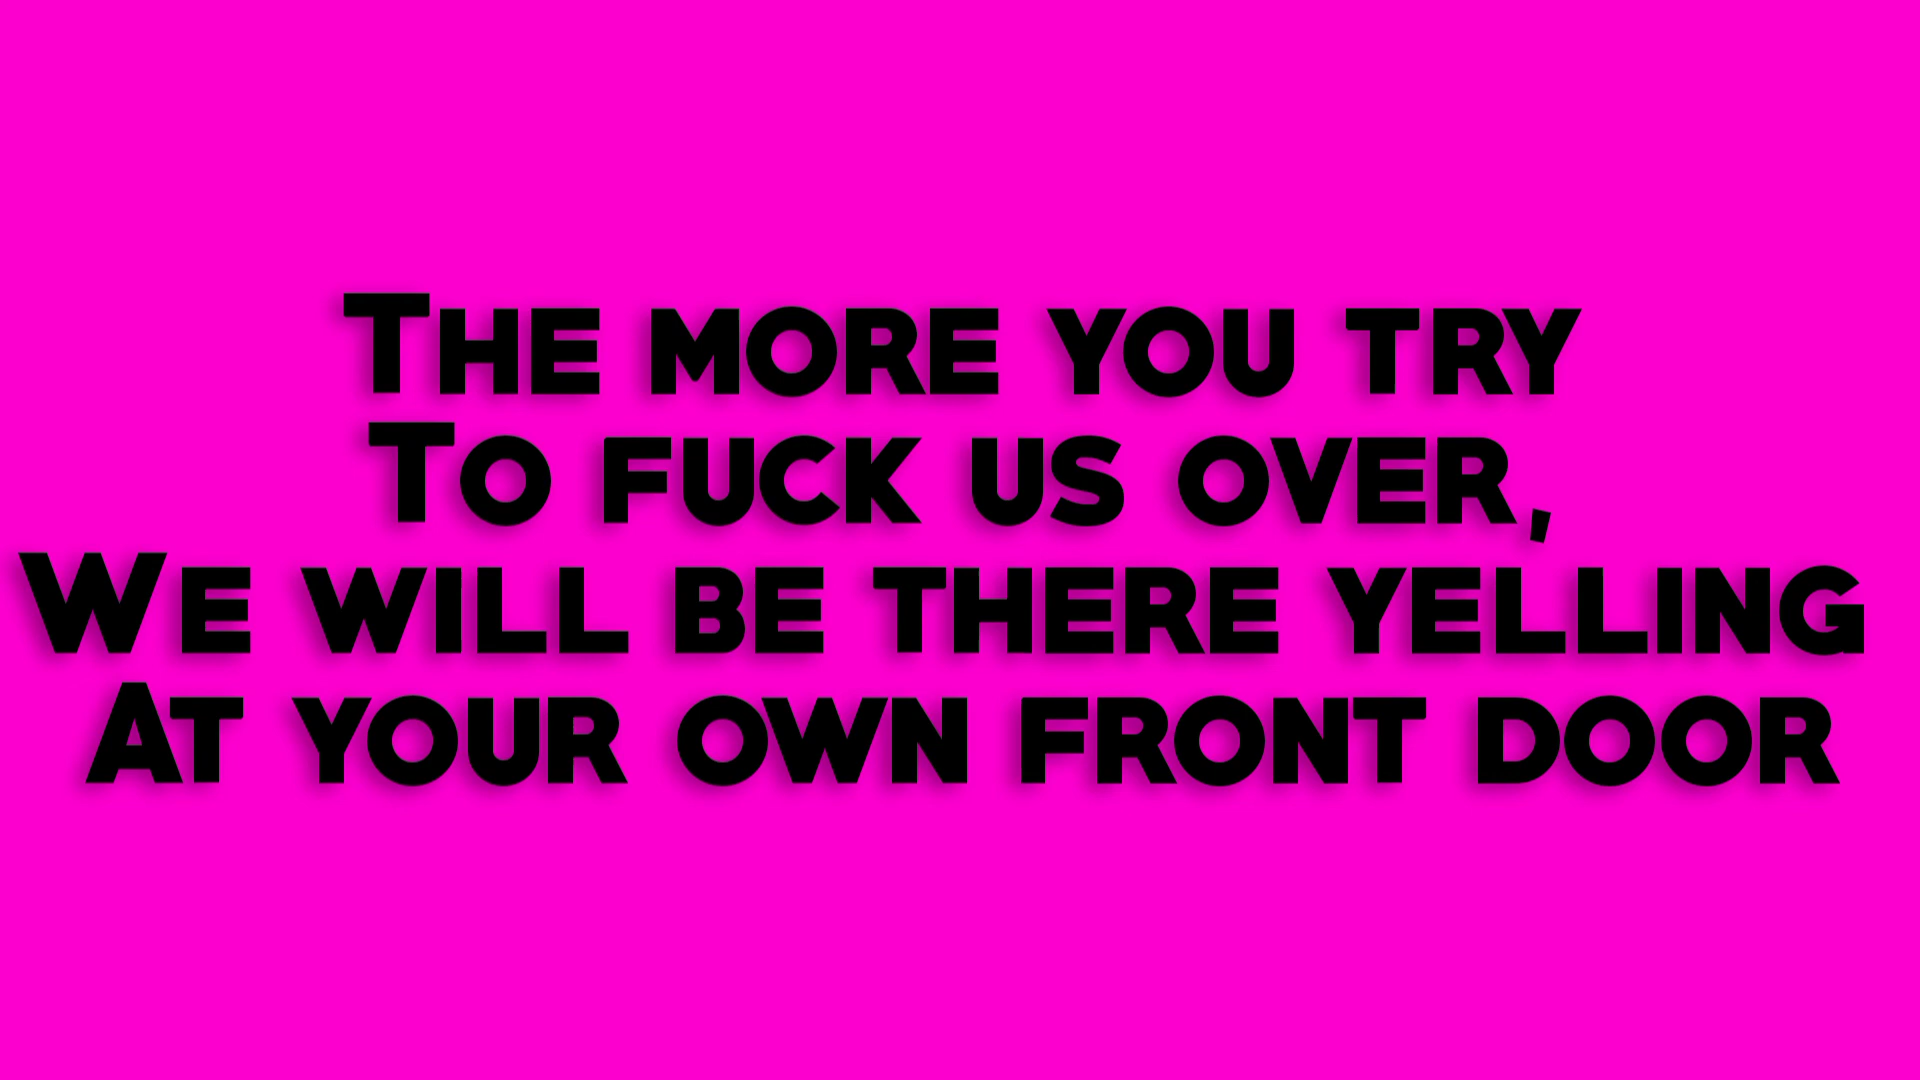 The more you try
To fuck us over,
We will be there yelling
At your own front door